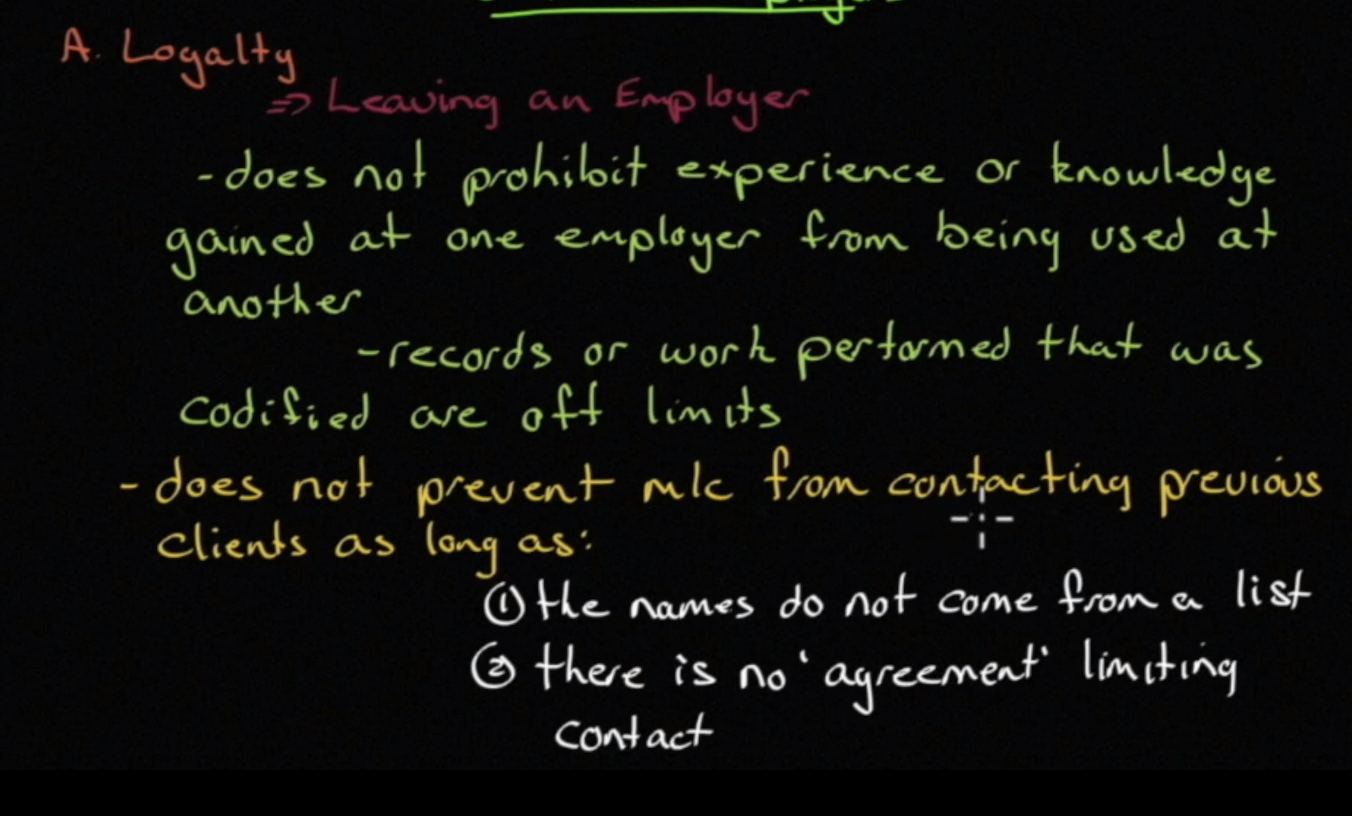 A. Loyalty
=> Leaving an Employer
- does not prohibit experience or knowledge
gained at one employer from being used at
another
- records or work performed that was
codified are off limits
- does not prevent m/c from contacting previous
clients as long as:
① the names do not come from a list
② there is no 'agreement' limiting
contact